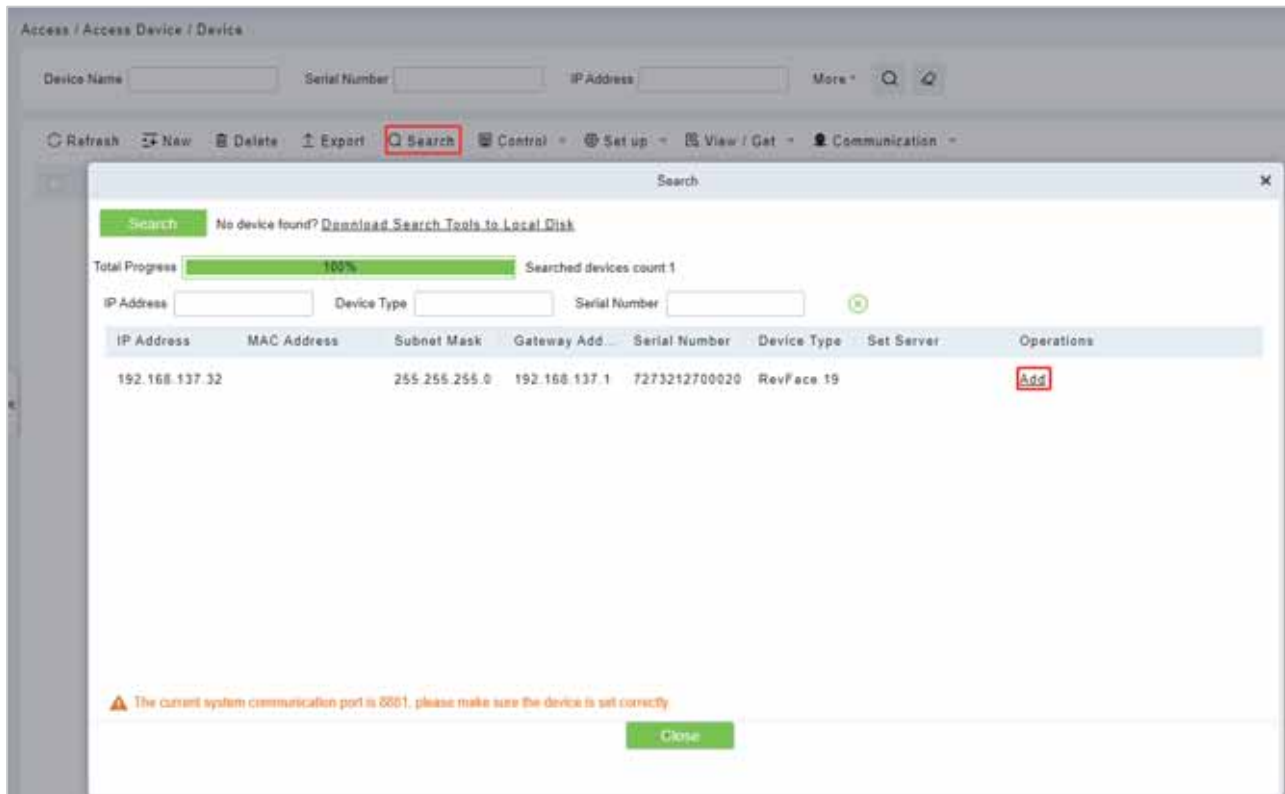 Access / Access Device / Device
Device Name Serial Number IP Address More
Refresh New Delete Export Search Control Set up View / Get Communication
Search
Search No device found? Download Search Tools to Local Disk
Total Progress 100% Searched devices count 1
IP Address Device Type Serial Number
IP Address MAC Address Subnet Mask Gateway Add... Serial Number Device Type Set Server Operations
192.168.137.32 255.255.255.0 192.168.137.1 7273212700020 RevFace 19 Add
The current system communication port is 8881, please make sure the device is set correctly
Close